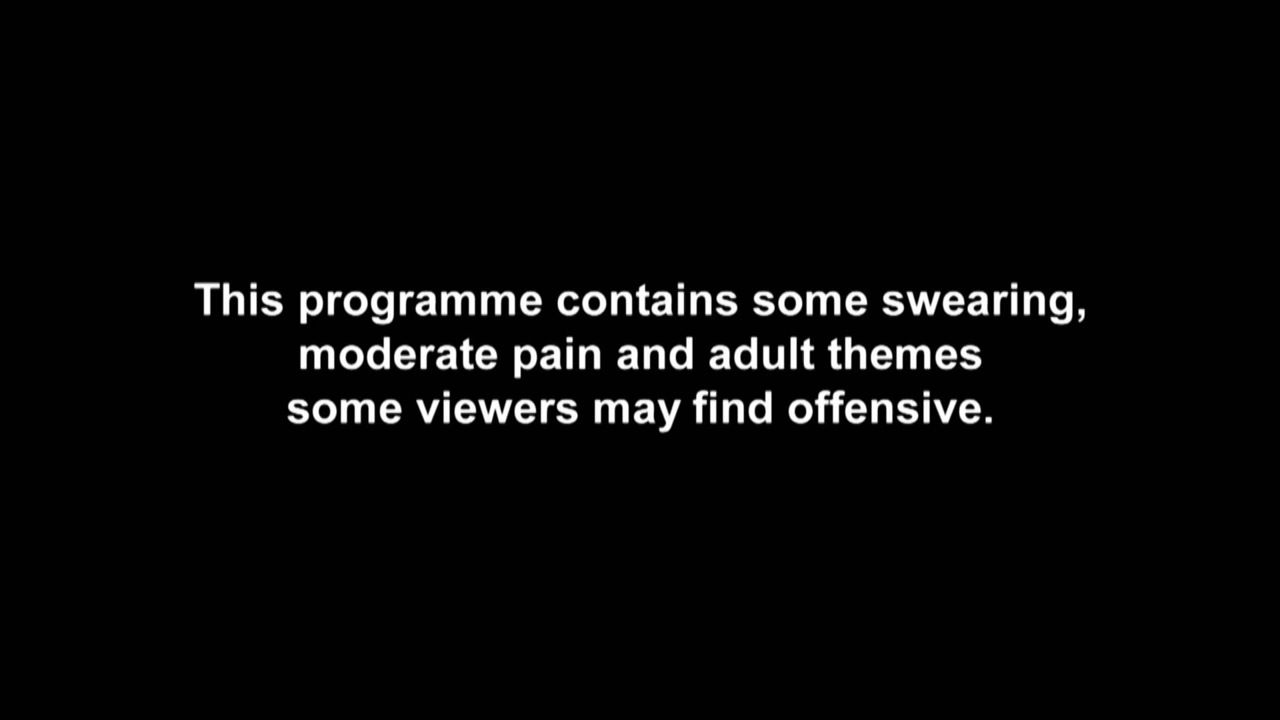 This programme contains some swearing,
moderate pain and adult themes
some viewers may find offensive.